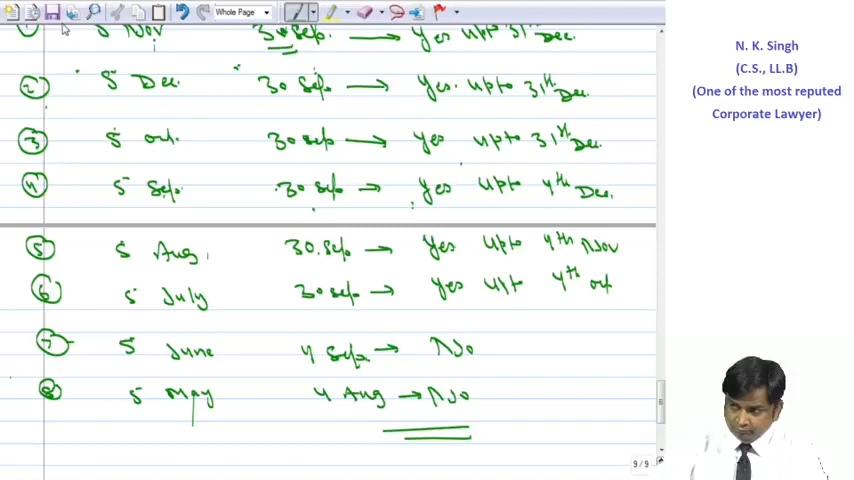 Whole Page
N. K. Singh
(C.S., LL.B)
(One of the most reputed
Corporate Lawyer)
① 5 Nov 30 Sep. → Yes upto 31st Dec.
② 5 Dec. 30 Sep. → Yes. upto 31st Dec.
③ 5 oct. 30 Sep → Yes upto 31st Dec.
④ 5 Sep. 30 Sep → Yes upto 4th Dec.
⑤ 5 Aug. 30. Sep → Yes upto 4th Nov
⑥ 5 July 30 Sep → Yes upto 4th oct
⑦ 5 June 4 Sep. → No
⑧ 5 May 4 Aug → No
9/9